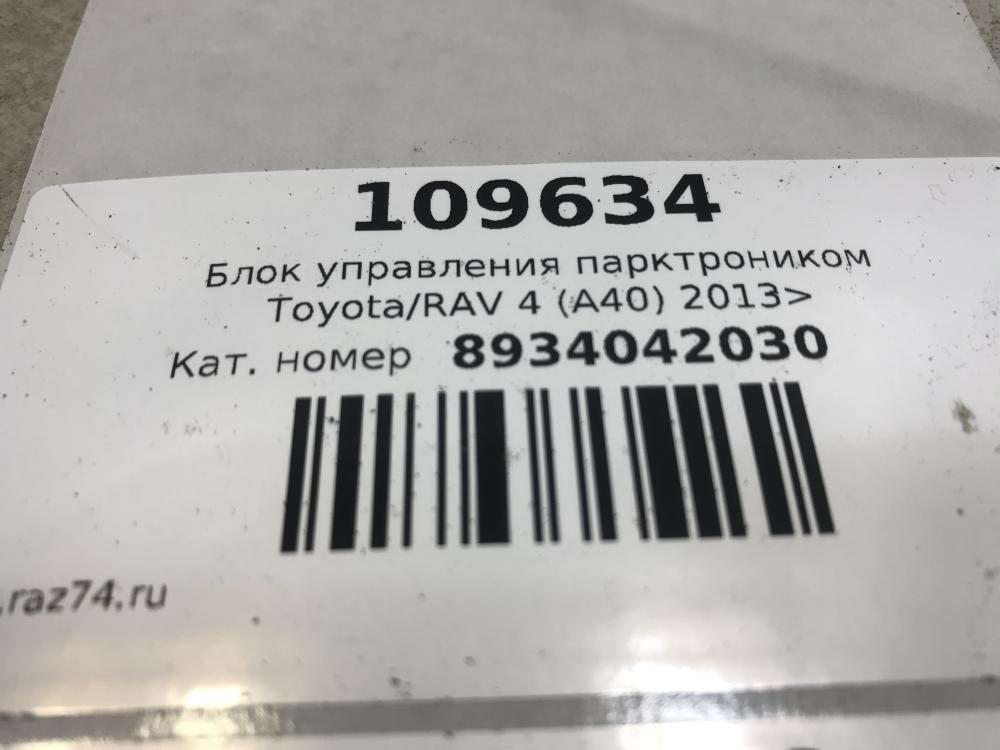 109634
Блок управления парктроником
Toyota/RAV 4 (A40) 2013>
Кат. номер 8934042030
.raz74.ru